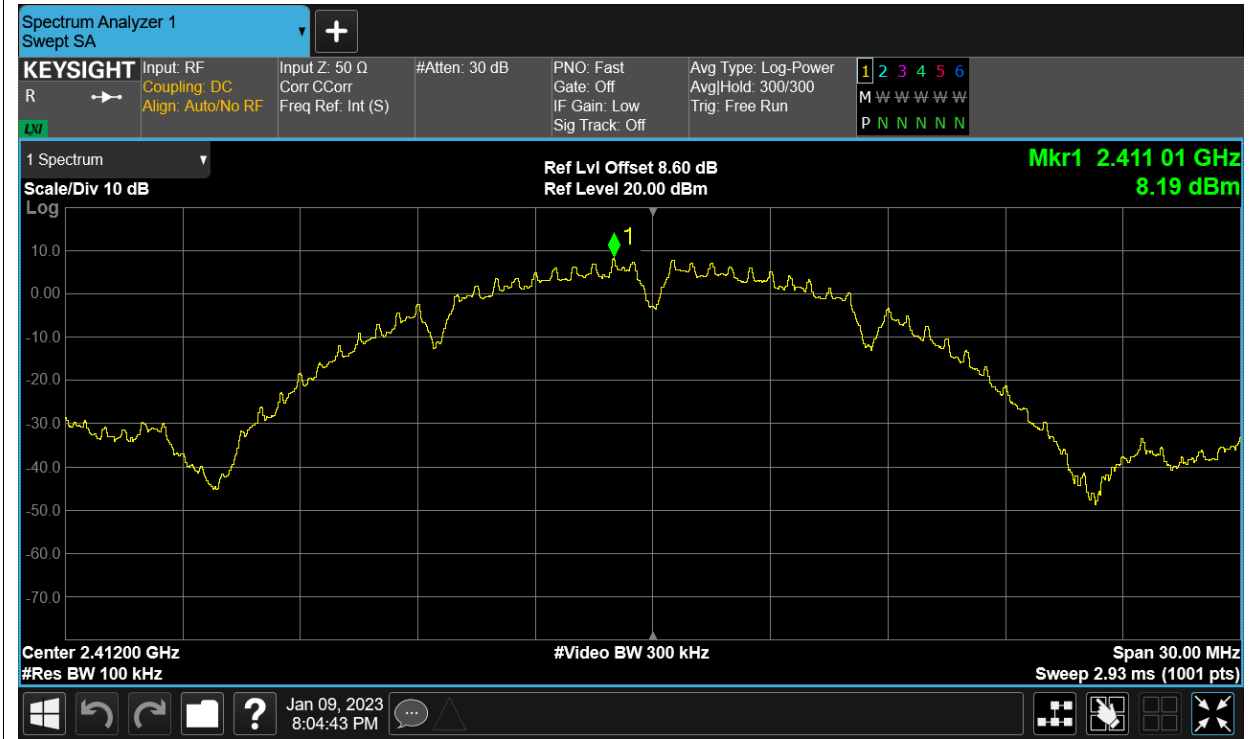 Spectrum Analyzer 1
Swept SA
+
KEYSIGHT
R
LXI
Input: RF
Coupling: DC
Align: Auto/No RF
Input Z: 50 Ω
Corr CCorr
Freq Ref: Int (S)
#Atten: 30 dB
PNO: Fast
Gate: Off
IF Gain: Low
Sig Track: Off
Avg Type: Log-Power
Avg|Hold: 300/300
Trig: Free Run
1 2 3 4 5 6
M W W W W W W
P N N N N N N
1 Spectrum
Scale/Div 10 dB
Log
Ref Lvl Offset 8.60 dB
Ref Level 20.00 dBm
Mkr1 2.411 01 GHz
8.19 dBm
1
10.0
0.00
-10.0
-20.0
-30.0
-40.0
-50.0
-60.0
-70.0
Center 2.41200 GHz
#Res BW 100 kHz
#Video BW 300 kHz
Span 30.00 MHz
Sweep 2.93 ms (1001 pts)
?
Jan 09, 2023
8:04:43 PM